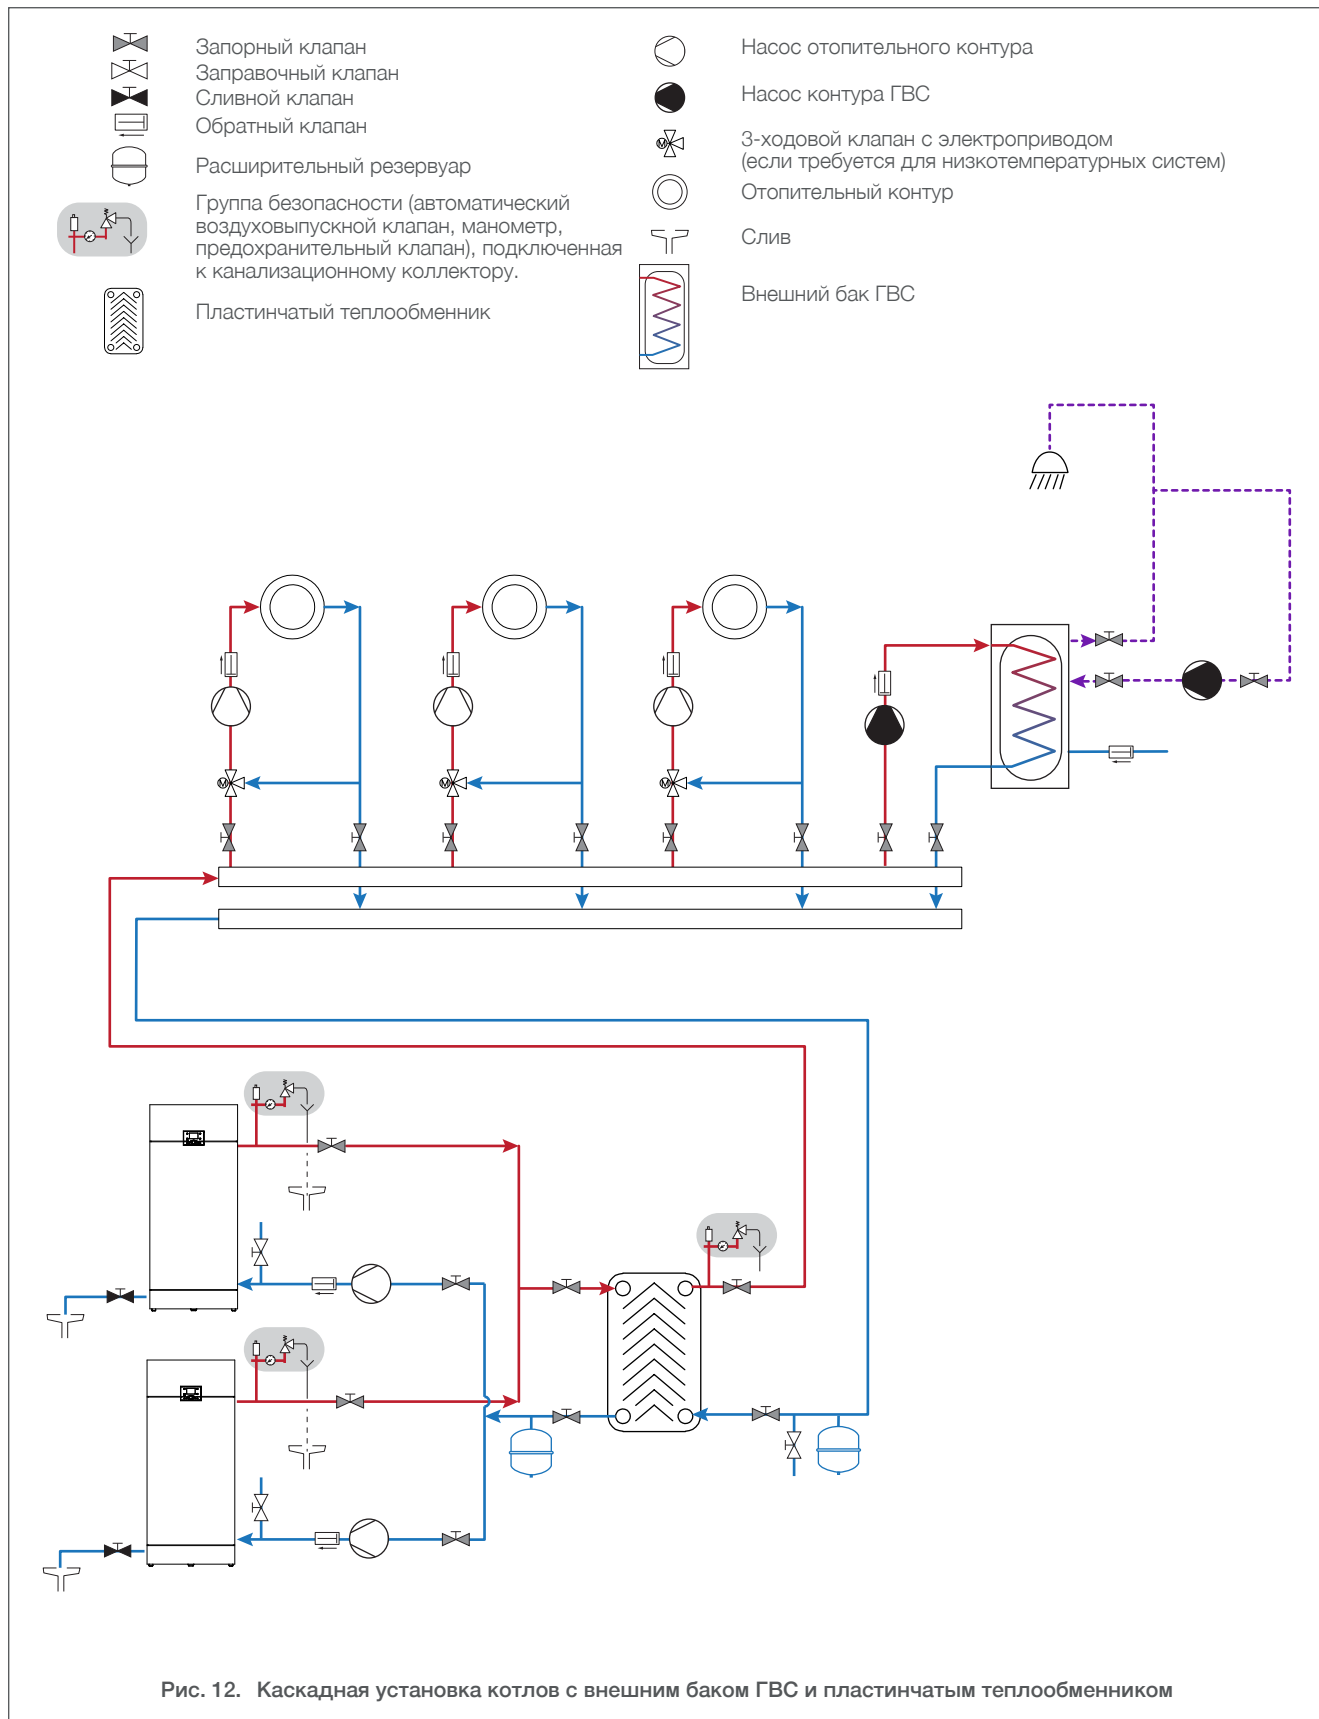 Запорный клапан
Заправочный клапан
Сливной клапан
Обратный клапан
Расширительный резервуар
Группа безопасности (автоматический
воздуховыпускной клапан, манометр,
предохранительный клапан), подключенная
к канализационному коллектору.
Пластинчатый теплообменник
Насос отопительного контура
Насос контура ГВС
M
3-ходовой клапан с электроприводом
(если требуется для низкотемпературных систем)
Отопительный контур
Слив
Внешний бак ГВС
M
M
M
Рис. 12. Каскадная установка котлов с внешним баком ГВС и пластинчатым теплообменником